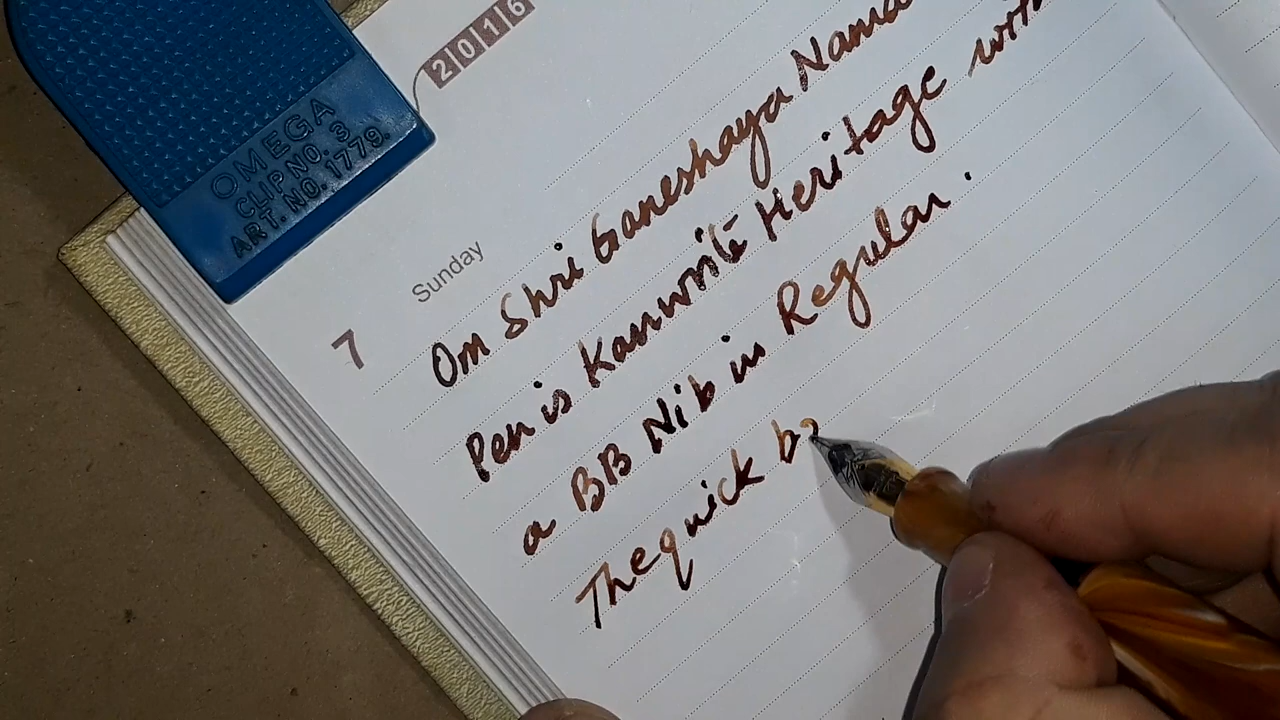 2016
OMEGA
CLIP NO. 3
ART. NO. 1779.
Sunday
7
Om Shri Ganeshaya Nama
Pen is Kanwrite Heritage with
a BB Nib in Regular.
The quick br